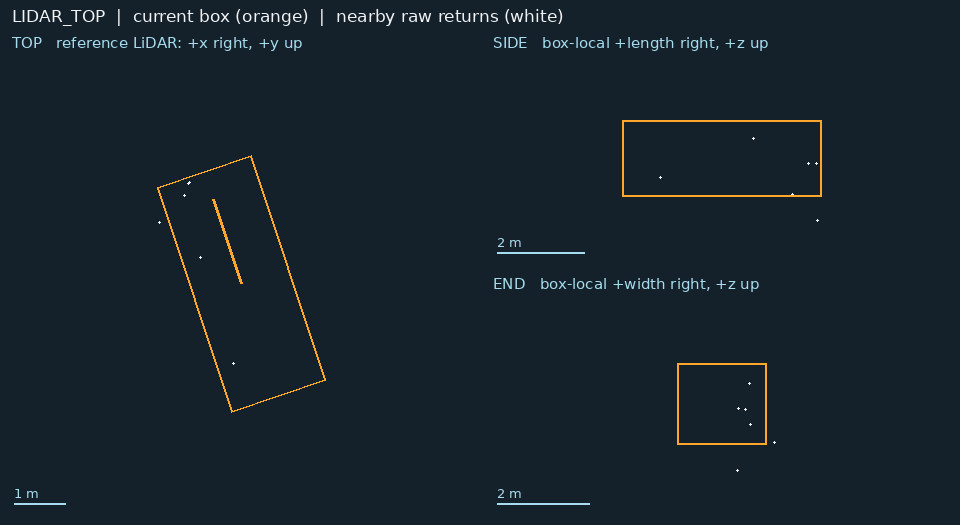 LIDAR_TOP | current box (orange) | nearby raw returns (white)
TOP reference LiDAR: +x right, +y up
SIDE box-local +length right, +z up
2 m
END box-local +width right, +z up
1 m
2 m